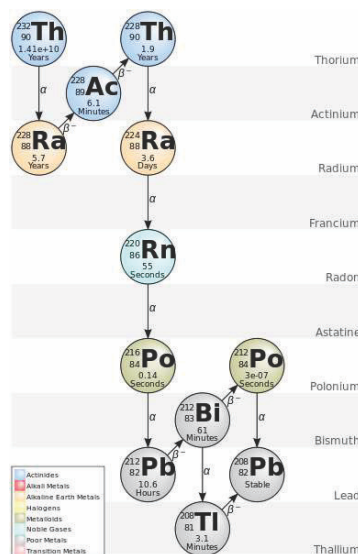 232 90 Th 1.41e+10 Years
228 90 Th 1.9 Years
Thorium
α
228 89 Ac 6.1 Minutes
β⁻
α
Actinium
228 88 Ra 5.7 Years
β⁻
224 88 Ra 3.6 Days
Radium
α
Francium
220 86 Rn 55 Seconds
Radon
α
Astatine
216 84 Po 0.14 Seconds
212 84 Po 3e-07 Seconds
Polonium
α
212 83 Bi 61 Minutes
β⁻
α
Bismuth
212 82 Pb 10.6 Hours
β⁻
α
208 82 Pb Stable
Lead
208 81 Tl 3.1 Minutes
β⁻
Thallium
Actinides
Alkali Metals
Alkaline Earth Metals
Halogens
Metalloids
Noble Gases
Poor Metals
Transition Metals